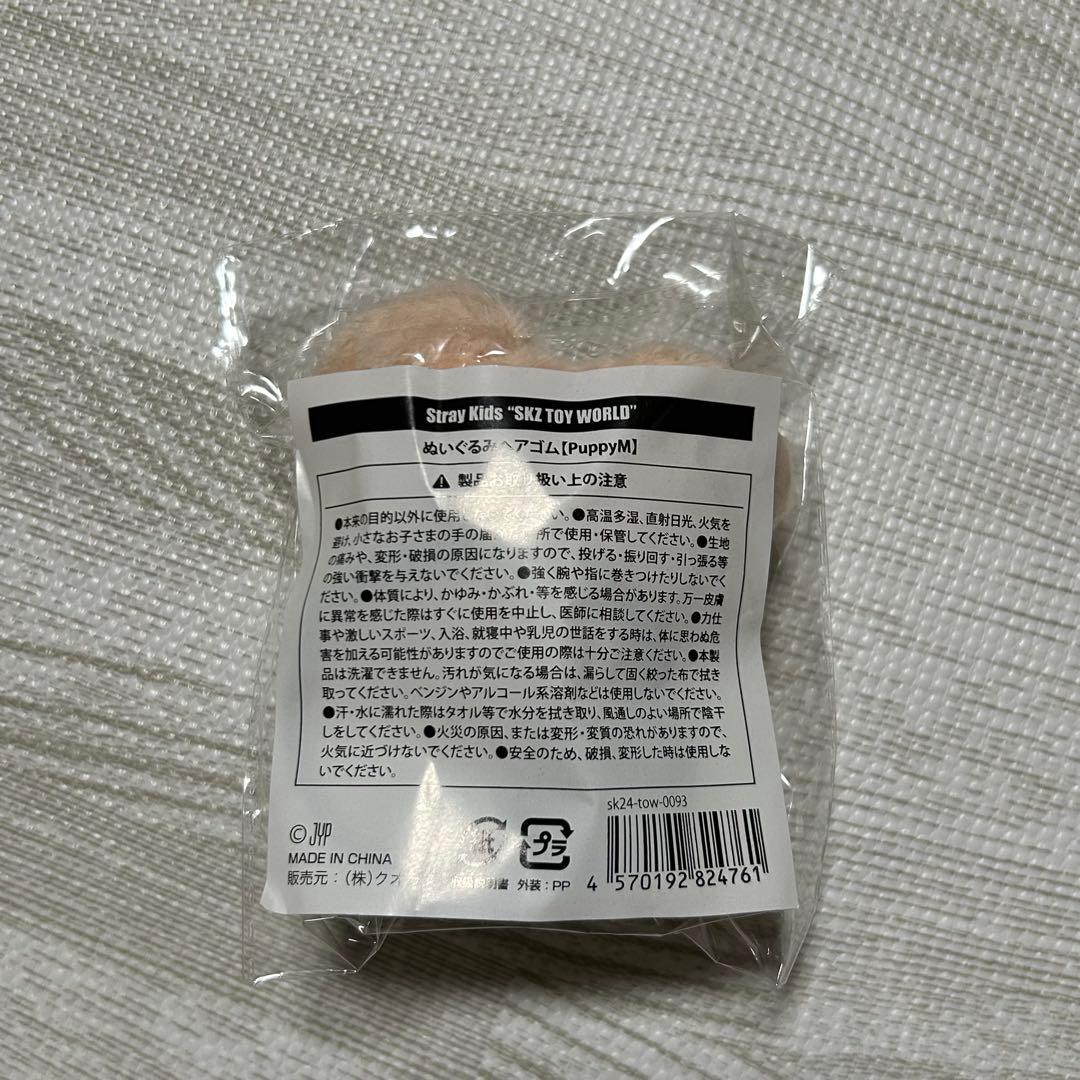 Stray Kids "SKZ TOY WORLD"
ぬいぐるみヘアゴム【PuppyM】
製品お取り扱い上の注意
●本来の目的以外に使用しないでください。●高温多湿、直射日光、火気を
避け、小さなお子さまの手の届 所で使用・保管してください。●生地
の痛みや、変形・破損の原因になりますので、投げる・振り回す・引っ張る等
の強い衝撃を与えないでください。●強く腕や指に巻きつけたりしないでく
ださい。●体質により、かゆみ・かぶれ・等を感じる場合があります。万一皮膚
に異常を感じた際はすぐに使用を中止し、医師に相談してください。●力仕
事や激しいスポーツ、入浴、就寝中や乳児の世話をする時は、体に思わぬ危
害を加える可能性がありますのでご使用の際は十分ご注意ください。●本製
品は洗濯できません。汚れが気になる場合は、濡らして固く絞った布で拭き
取ってください。ベンジンやアルコール系溶剤などは使用しないでください。
●汗・水に濡れた際はタオル等で水分を拭き取り、風通しのよい場所で陰干
しをしてください。●火災の原因、または変形・変質の恐れがありますので、
火気に近づけないでください。●安全のため、破損、変形した時は使用しな
いでください。
sk24-tow-0093
© JYP
MADE IN CHINA
販売元：（株）クオ
プラ
取扱説明書 外装：PP
4 570192 824761